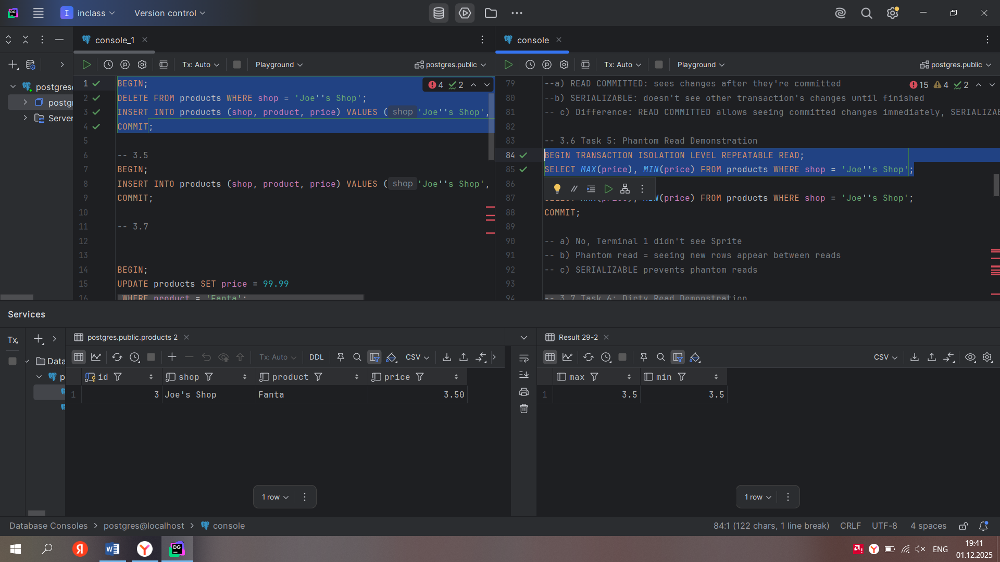 I inclass Version control
console_1
Tx: Auto Playground postgres.public
postgres
postgr
Server
1 BEGIN;
2 DELETE FROM products WHERE shop = 'Joe''s Shop';
3 INSERT INTO products (shop, product, price) VALUES ( shop 'Joe''s Shop',
4 COMMIT;
5
6 -- 3.5
7 BEGIN;
8 INSERT INTO products (shop, product, price) VALUES ( shop 'Joe''s Shop',
9 COMMIT;
10
11 -- 3.7
12
13
14 BEGIN;
15 UPDATE products SET price = 99.99
16 WHERE product = 'Fanta';
4 2
console
Tx: Auto Playground postgres.public
15 4 2
79 --a) READ COMMITTED: sees changes after they're committed
80 --b) SERIALIZABLE: doesn't see other transaction's changes until finished
81 -- c) Difference: READ COMMITTED allows seeing committed changes immediately, SERIALIZA
82
83 -- 3.6 Task 5: Phantom Read Demonstration
84 BEGIN TRANSACTION ISOLATION LEVEL REPEATABLE READ;
85 SELECT MAX(price), MIN(price) FROM products WHERE shop = 'Joe''s Shop';
86
87 (price) FROM products WHERE shop = 'Joe''s Shop';
88 COMMIT;
89
90 -- a) No, Terminal 1 didn't see Sprite
91 -- b) Phantom read = seeing new rows appear between reads
92 -- c) SERIALIZABLE prevents phantom reads
93
94 -- 3.7 Task 6: Dirty Read Demonstration
Services
Tx
Data
p
postgres.public.products 2
Tx: Auto DDL CSV
id shop product price
1 3 Joe's Shop Fanta 3.50
1 row
Result 29-2
CSV
max min
1 3.5 3.5
1 row
Database Consoles > postgres@localhost > console
84:1 (122 chars, 1 line break) CRLF UTF-8 4 spaces
Я W Y DG
ENG
19:41
01.12.2025